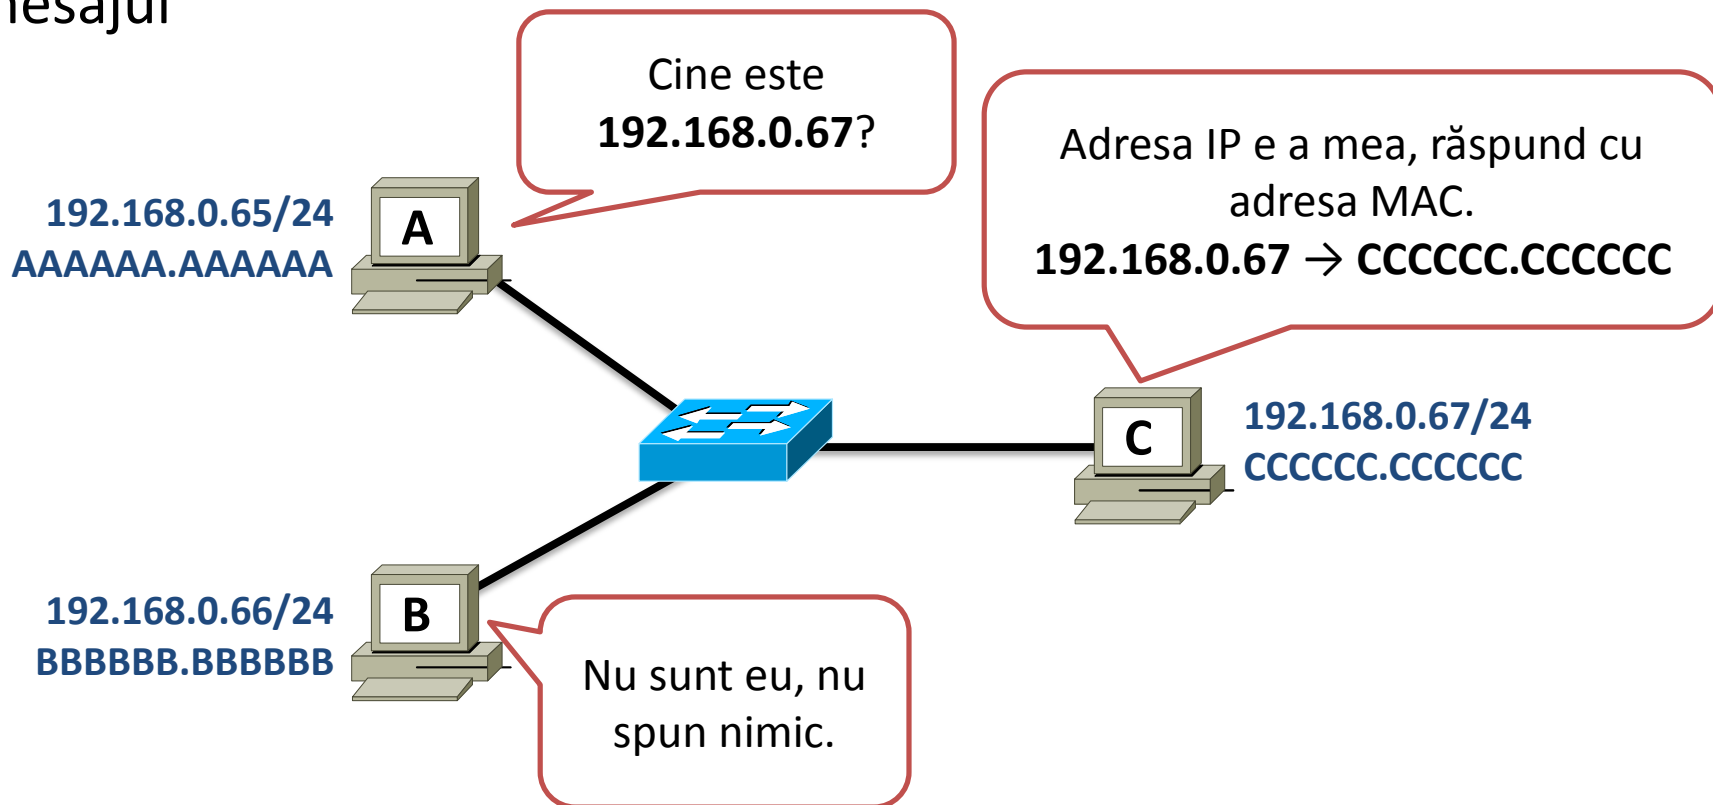 Cine este
192.168.0.67?
Adresa IP e a mea, răspund cu
adresa MAC.
192.168.0.67 → CCCCCC.CCCCCC
192.168.0.65/24
AAAAAA.AAAAAA
A
C
192.168.0.67/24
CCCCCC.CCCCCC
192.168.0.66/24
BBBBBB.BBBBBB
B
Nu sunt eu, nu
spun nimic.